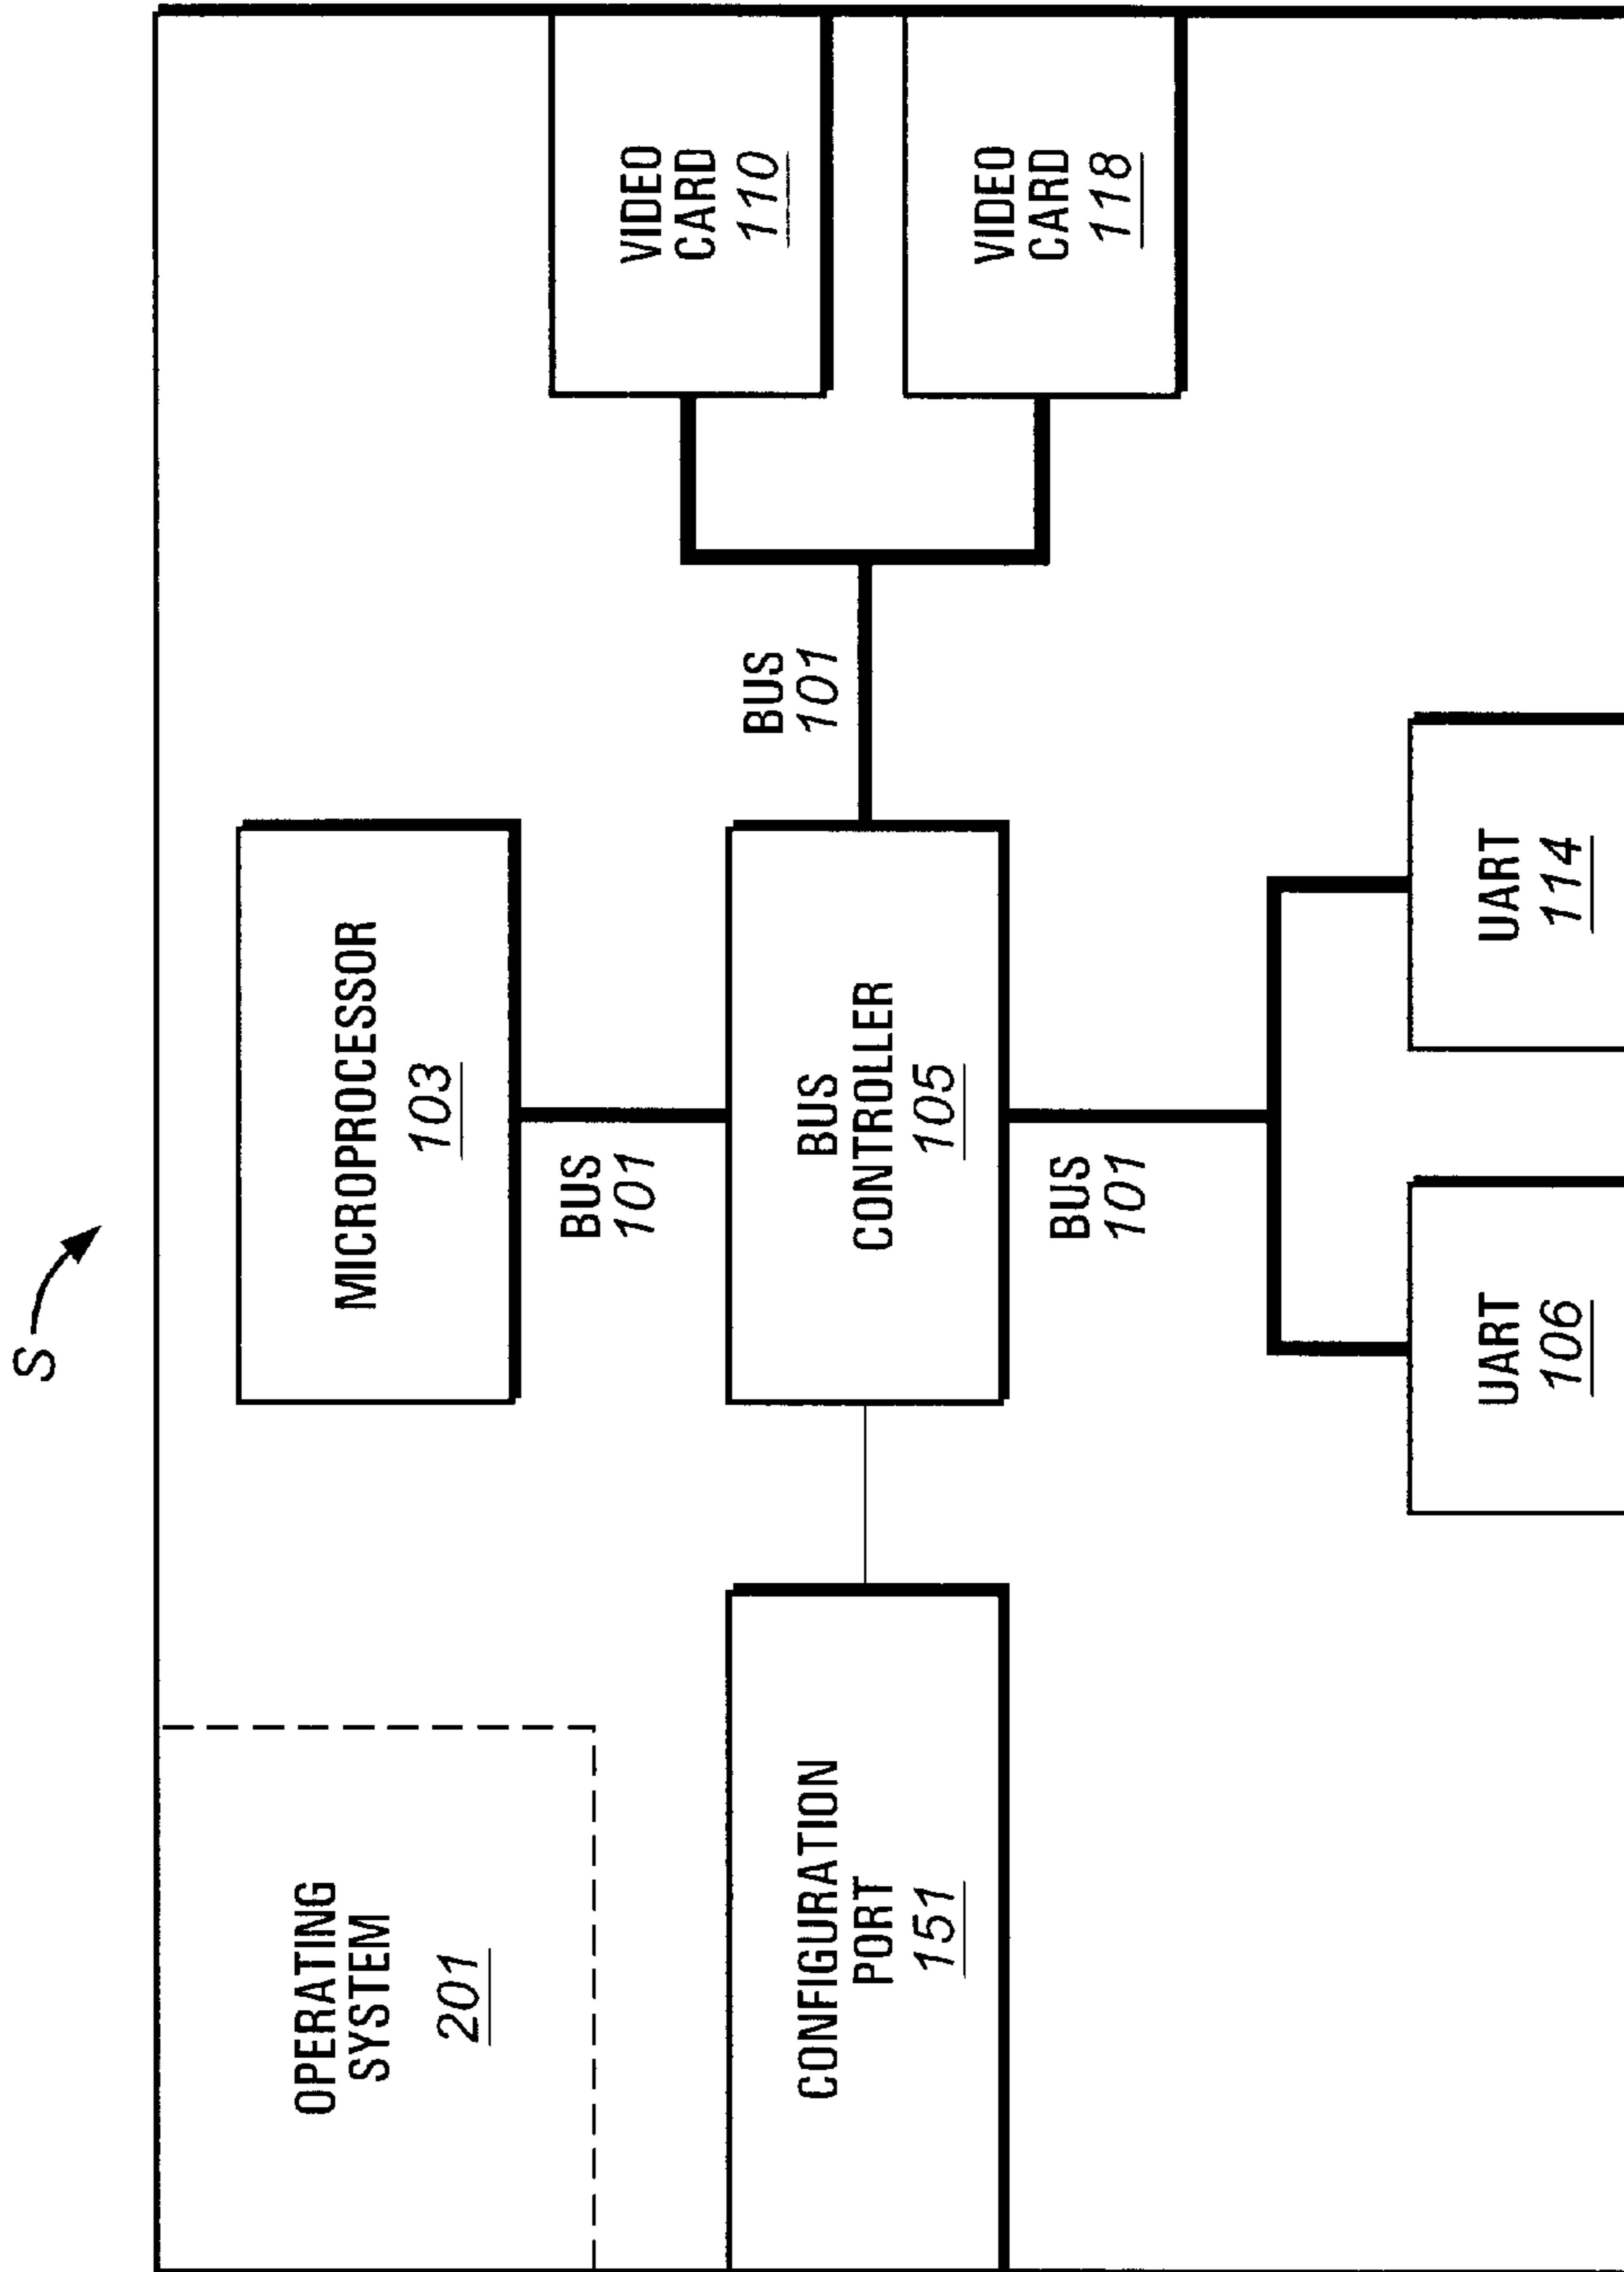 S
OPERATING
SYSTEM
201
MICROPROCESSOR
103
BUS
101
VIDEO
CARD
110
CONFIGURATION
PORT
151
BUS
CONTROLLER
105
BUS
101
VIDEO
CARD
118
BUS
101
UART
106
UART
114